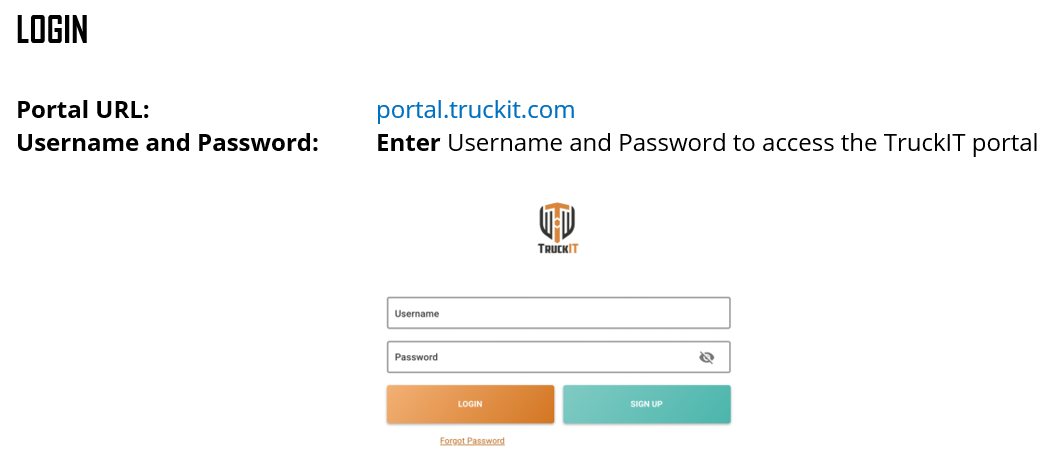 LOGIN
Portal URL: portal.truckit.com
Username and Password: Enter Username and Password to access the TruckIT portal
TRUCKIT
Username
Password
LOGIN SIGN UP
Forgot Password